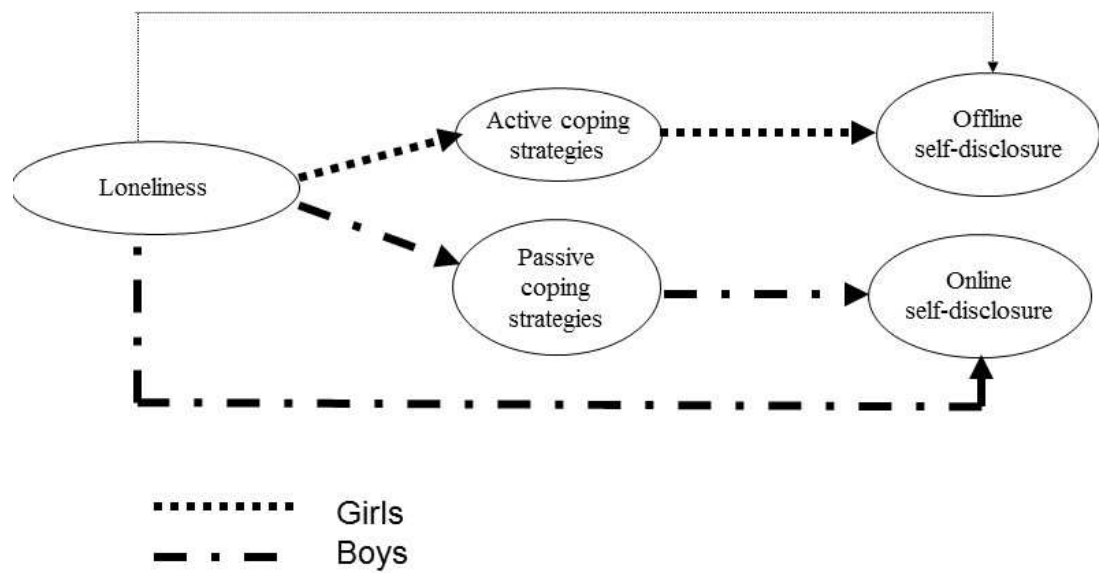 Active coping
strategies
Offline
self-disclosure
Loneliness
Passive
coping
strategies
Online
self-disclosure
Girls
Boys